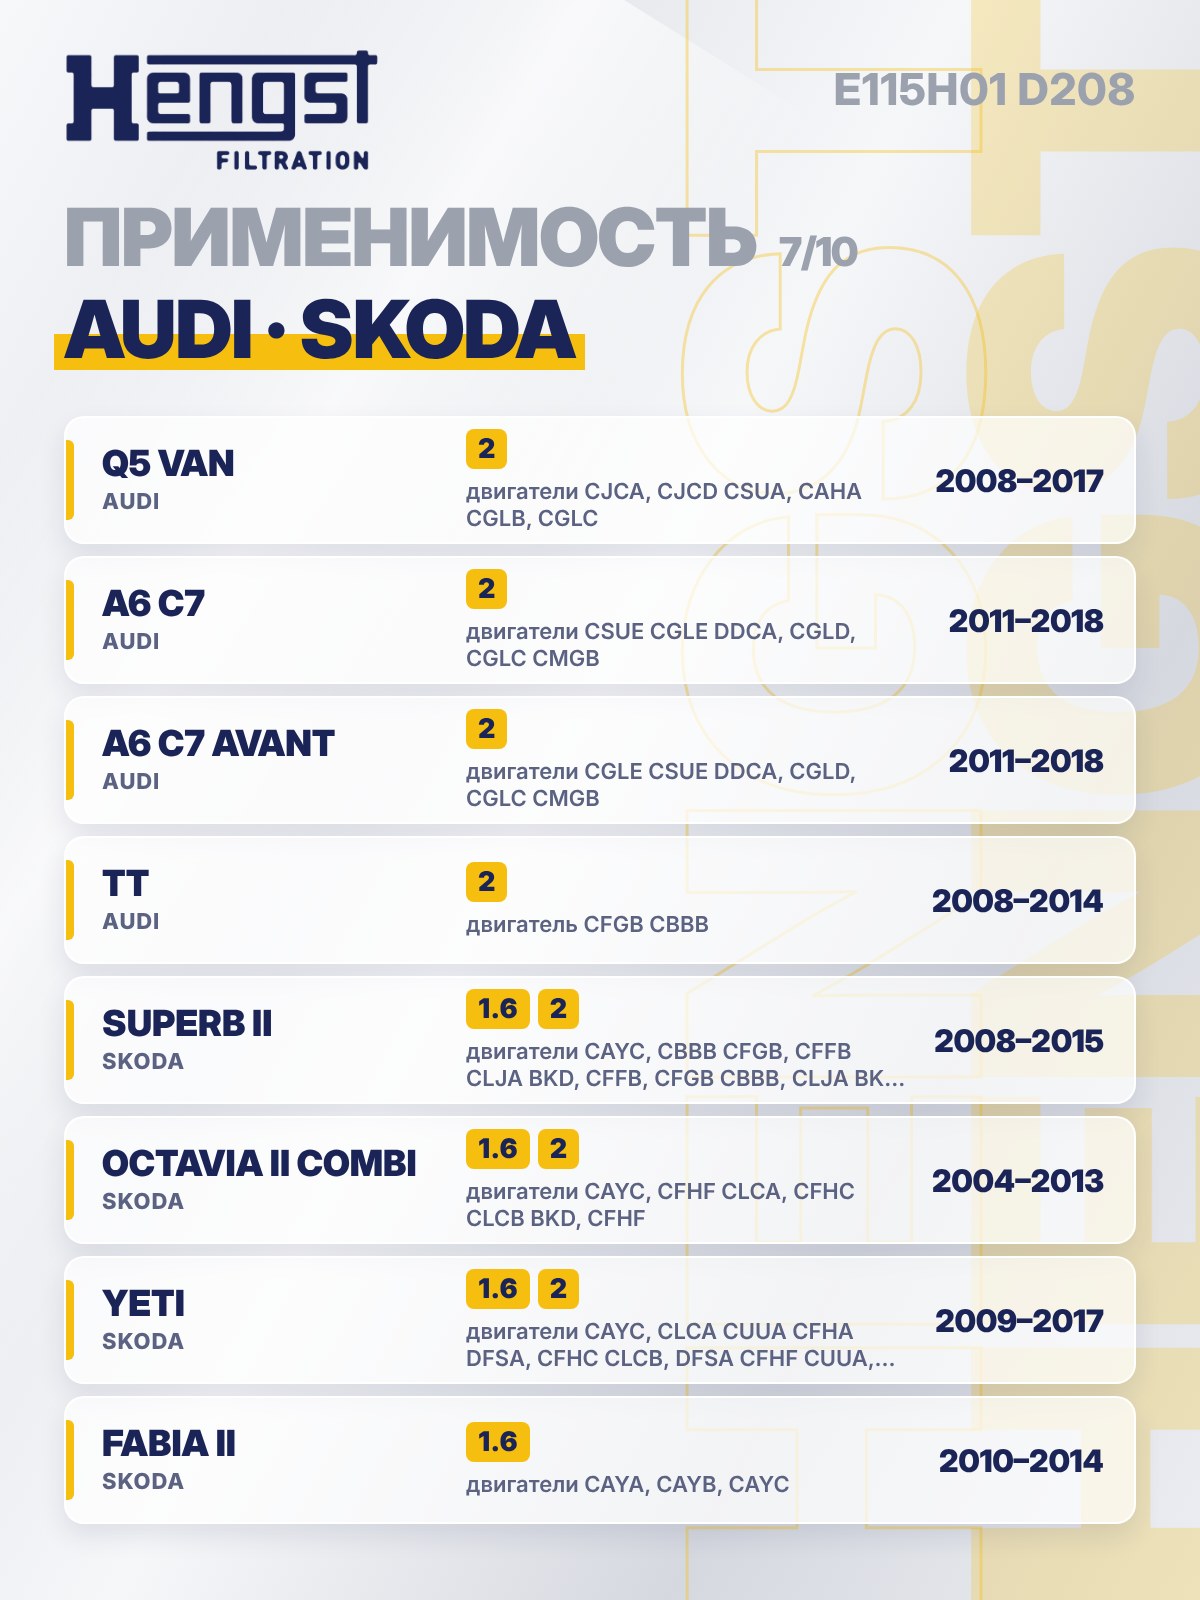 Hengst
FILTRATION
E115H01 D208
ПРИМЕНИМОСТЬ 7/10
AUDI · SKODA
Q5 VAN
AUDI
2
двигатели CJCA, CJCD CSUA, CAHA
CGLB, CGLC
2008–2017
A6 C7
AUDI
2
двигатели CSUE CGLE DDCA, CGLD,
CGLC CMGB
2011–2018
A6 C7 AVANT
AUDI
2
двигатели CGLE CSUE DDCA, CGLD,
CGLC CMGB
2011–2018
TT
AUDI
2
двигатель CFGB CBBB
2008–2014
SUPERB II
SKODA
1.6 2
двигатели CAYC, CBBB CFGB, CFFB
CLJA BKD, CFFB, CFGB CBBB, CLJA BK...
2008–2015
OCTAVIA II COMBI
SKODA
1.6 2
двигатели CAYC, CFHF CLCA, CFHC
CLCB BKD, CFHF
2004–2013
YETI
SKODA
1.6 2
двигатели CAYC, CLCA CUUA CFHA
DFSA, CFHC CLCB, DFSA CFHF CUUA,...
2009–2017
FABIA II
SKODA
1.6
двигатели CAYA, CAYB, CAYC
2010–2014
HENGST